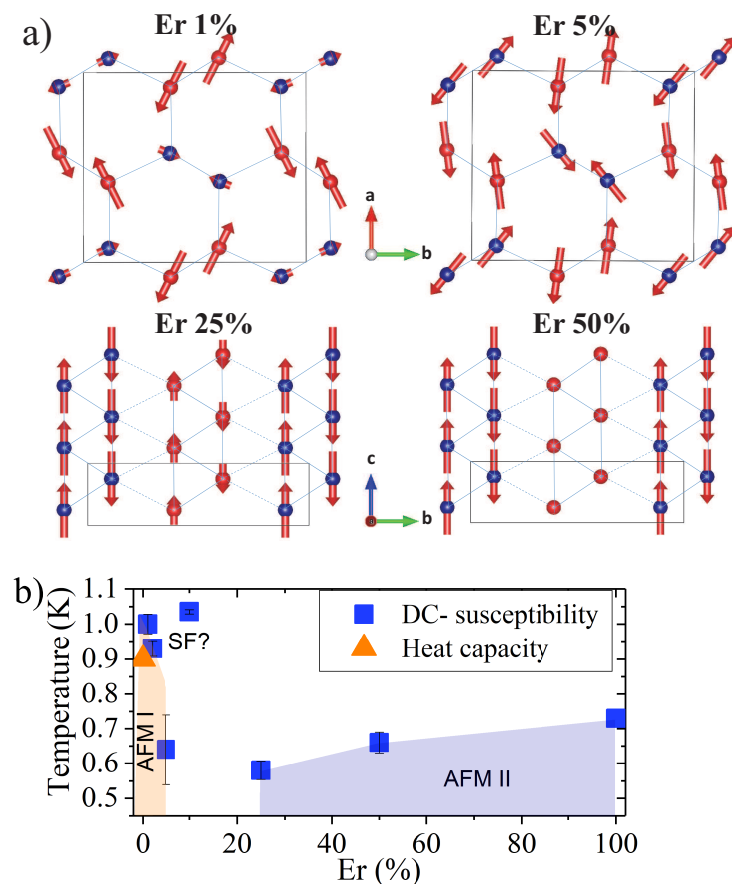 a)
Er 1%
Er 5%
a
b
Er 25%
Er 50%
c
b
b)
Temperature (K)
1.1
1.0
0.9
0.8
0.7
0.6
0.5
DC- susceptibility
Heat capacity
SF?
AFM I
AFM II
0
20
40
60
80
100
Er (%)